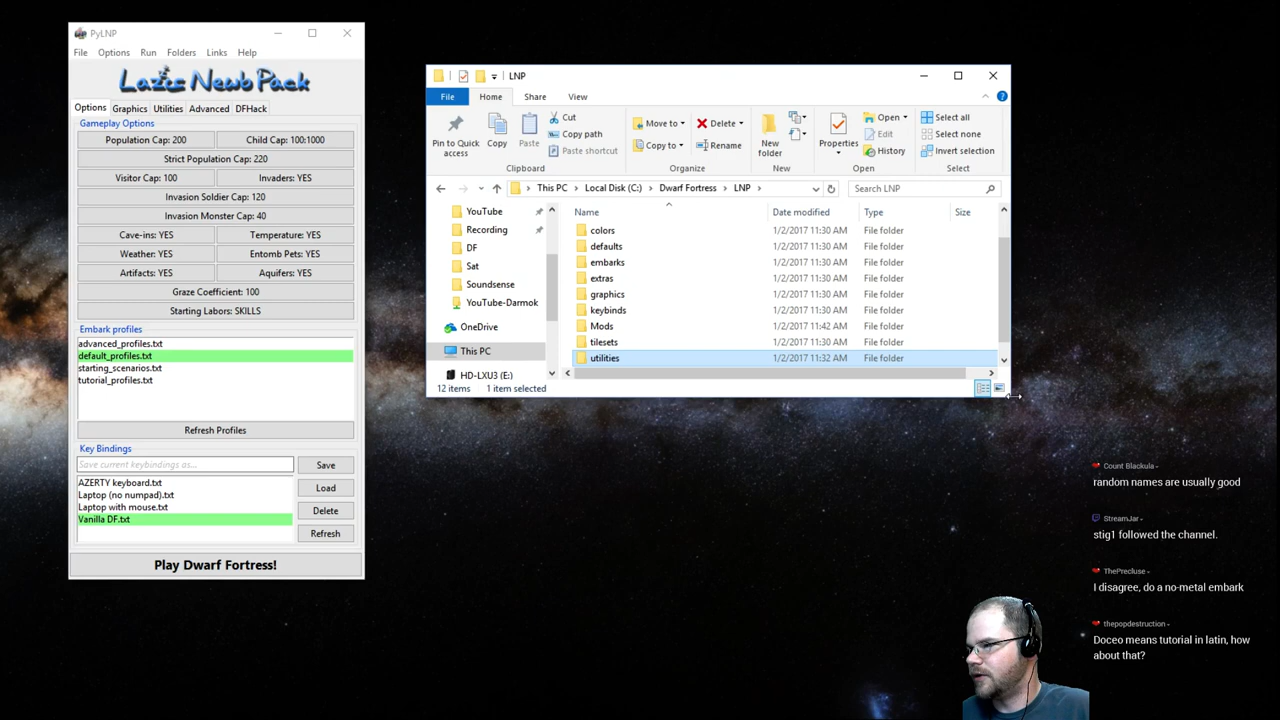 PyLNP
File Options Run Folders Links Help
Lazy Newb Pack
Options Graphics Utilities Advanced DFHack
Gameplay Options
Population Cap: 200 Child Cap: 100:1000
Strict Population Cap: 220
Visitor Cap: 100 Invaders: YES
Invasion Soldier Cap: 120
Invasion Monster Cap: 40
Cave-ins: YES Temperature: YES
Weather: YES Entomb Pets: YES
Artifacts: YES Aquifers: YES
Graze Coefficient: 100
Starting Labors: SKILLS
Embark profiles
advanced_profiles.txt
default_profiles.txt
starting_scenarios.txt
tutorial_profiles.txt
Refresh Profiles
Key Bindings
Save current keybindings as... Save
AZERTY keyboard.txt
Laptop (no numpad).txt
Laptop with mouse.txt
Vanilla DF.txt
Load
Delete
Refresh
Play Dwarf Fortress!
LNP
File Home Share View
Pin to Quick access
Copy
Paste
Cut
Copy path
Paste shortcut
Clipboard
Move to
Copy to
Delete
Rename
Organize
New folder
New
Properties
Open
Edit
History
Open
Select all
Select none
Invert selection
Select
This PC Local Disk (C:) Dwarf Fortress LNP
Search LNP
YouTube
Recording
DF
Sat
Soundsense
YouTube-Darmok
OneDrive
This PC
HD-LXU3 (E:)
Name Date modified Type Size
colors 1/2/2017 11:30 AM File folder
defaults 1/2/2017 11:30 AM File folder
embarks 1/2/2017 11:30 AM File folder
extras 1/2/2017 11:30 AM File folder
graphics 1/2/2017 11:30 AM File folder
keybinds 1/2/2017 11:30 AM File folder
Mods 1/2/2017 11:42 AM File folder
tilesets 1/2/2017 11:30 AM File folder
utilities 1/2/2017 11:32 AM File folder
12 items 1 item selected
Count Blackula -
random names are usually good
StreamJar -
stig1 followed the channel.
ThePrecluse -
I disagree, do a no-metal embark
thepopdestruction -
Doceo means tutorial in latin, how
about that?